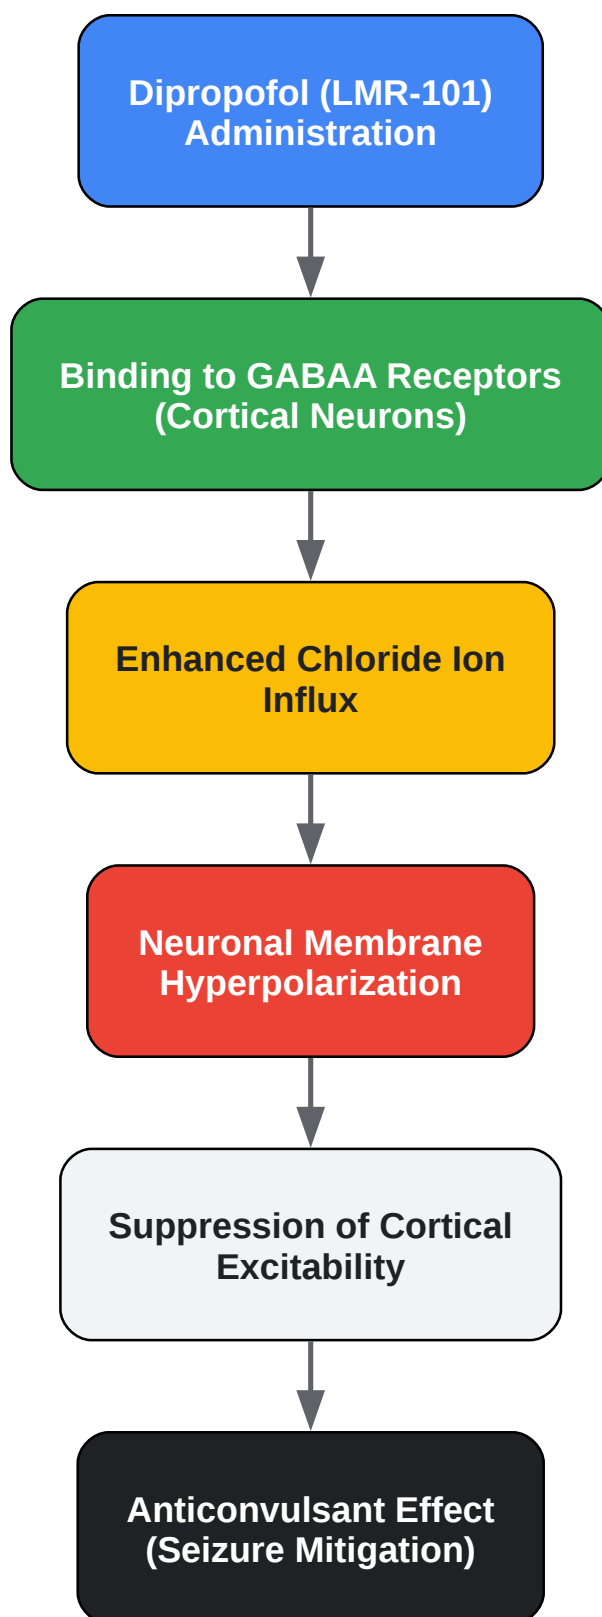 Dipropofol (LMR-101)
Administration
Binding to GABAA Receptors
(Cortical Neurons)
Enhanced Chloride Ion
Influx
Neuronal Membrane
Hyperpolarization
Suppression of Cortical
Excitability
Anticonvulsant Effect
(Seizure Mitigation)